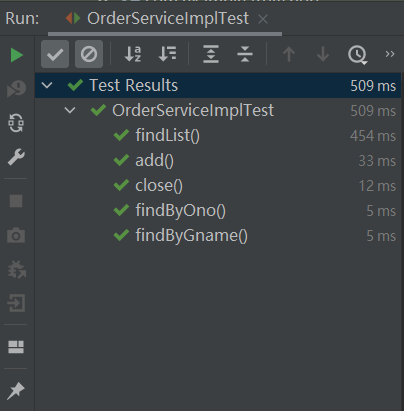 Run: OrderServiceImplTest
Test Results 509 ms
OrderServiceImplTest 509 ms
findList() 454 ms
add() 33 ms
close() 12 ms
findByOno() 5 ms
findByGname() 5 ms